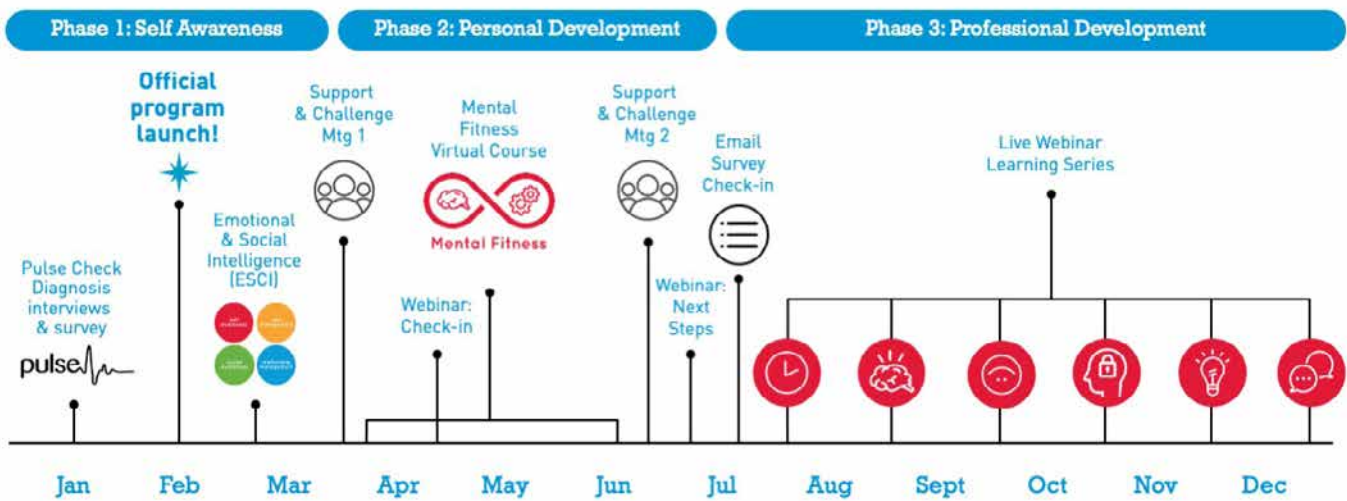 Phase 1: Self Awareness
Phase 2: Personal Development
Phase 3: Professional Development
Official
program
launch!
Support
& Challenge
Mtg 1
Mental
Fitness
Virtual Course
Support
& Challenge
Mtg 2
Email
Survey
Check-in
Live Webinar
Learning Series
Emotional
& Social
Intelligence
(ESCI)
Mental Fitness
Pulse Check
Diagnosis
interviews
& survey
pulse
Webinar:
Check-in
Webinar:
Next
Steps
Jan
Feb
Mar
Apr
May
Jun
Jul
Aug
Sept
Oct
Nov
Dec